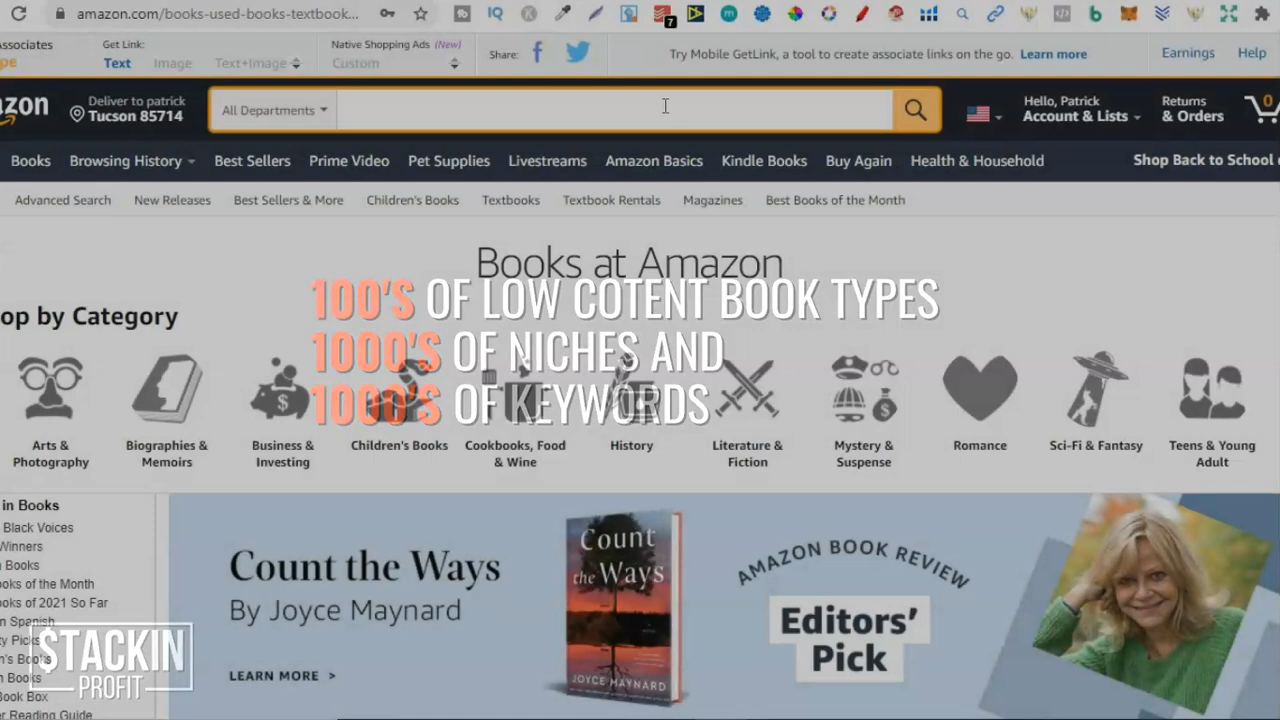 amazon.com/books-used-books-textbook...
7
Associates
Get Link:
Native Shopping Ads (New)
Text
Image
Text+Image
Custom
Share:
Try Mobile GetLink, a tool to create associate links on the go. Learn more
Earnings
Help
Deliver to patrick
Tucson 85714
All Departments
Hello, Patrick
Account & Lists
Returns
& Orders
0
Books
Browsing History
Best Sellers
Prime Video
Pet Supplies
Livestreams
Amazon Basics
Kindle Books
Buy Again
Health & Household
Shop Back to School
Advanced Search
New Releases
Best Sellers & More
Children's Books
Textbooks
Textbook Rentals
Magazines
Best Books of the Month
Books at Amazon
100'S OF LOW COTENT BOOK TYPES
1000'S OF NICHES AND
1000'S OF KEYWORDS
op by Category
Arts &
Photography
Biographies &
Memoirs
Business &
Investing
Children's Books
Cookbooks, Food
& Wine
History
Literature &
Fiction
Mystery &
Suspense
Romance
Sci-Fi & Fantasy
Teens & Young
Adult
in Books
Black Voices
Winners
Books
ooks of the Month
ooks of 2021 So Far
n Spanish
Books
Book Box
er Reading Guide
$TACKIN
PROFIT
Count the Ways
By Joyce Maynard
LEARN MORE >
Count
the Ways
JOYCE MAYNARD
AMAZON BOOK REVIEW
Editors'
Pick